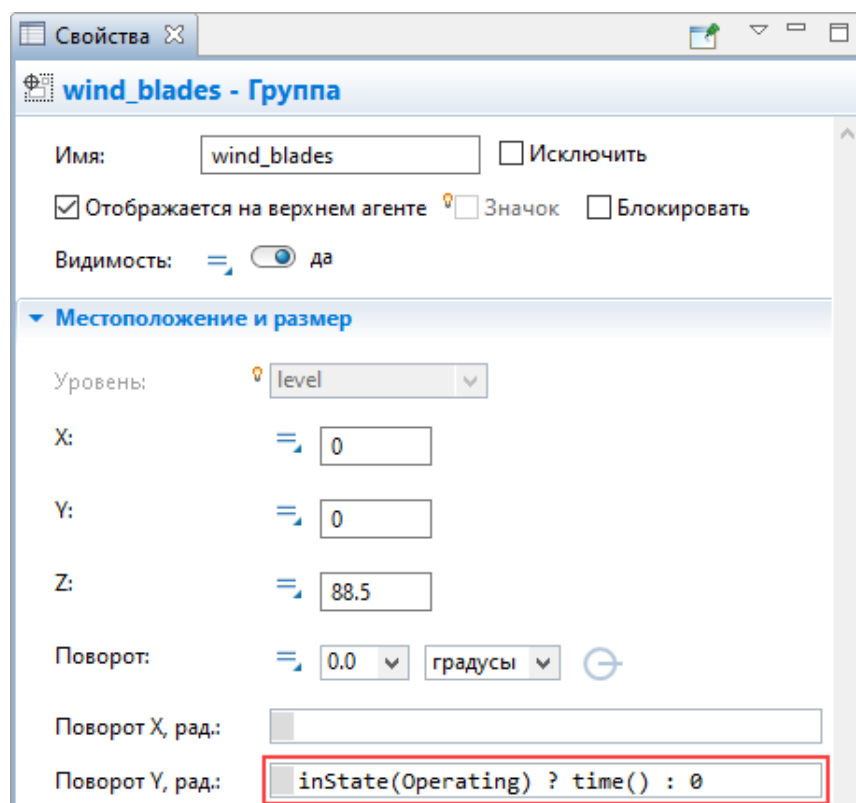 Свойства
wind_blades - Группа
Имя: wind_blades Исключить
Отображается на верхнем агенте Значок Блокировать
Видимость: да
Местоположение и размер
Уровень: level
X: 0
Y: 0
Z: 88.5
Поворот: 0.0 градусы
Поворот X, рад.:
Поворот Y, рад.: inState(Operating) ? time() : 0